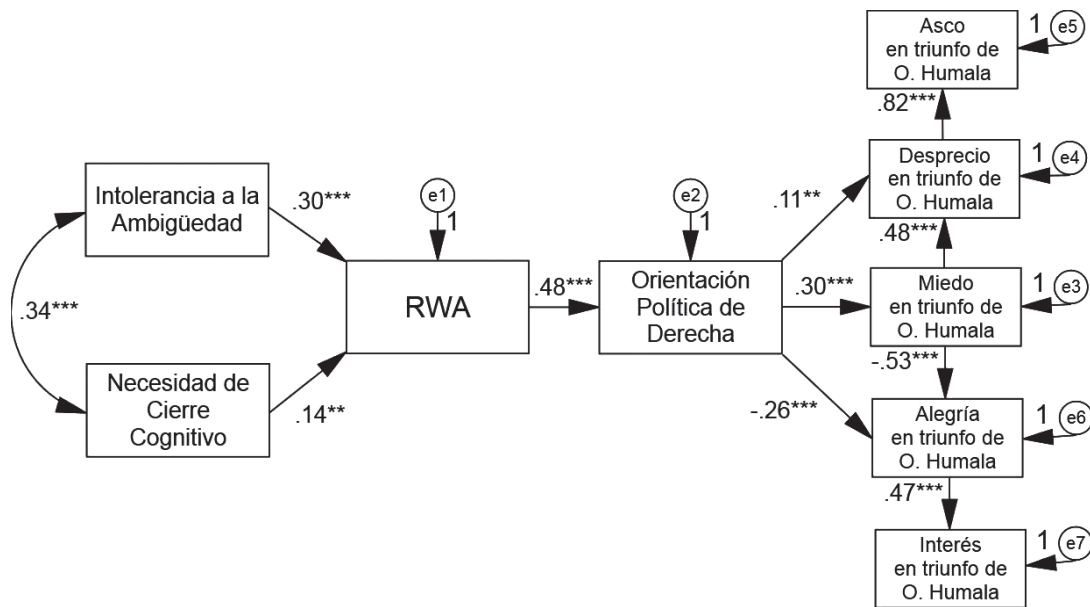 Asco
en triunfo de
O. Humala
1
e5
.82***
Intolerancia a la
Ambigüedad
.30***
e1
1
e2
1
.11**
Desprecio
en triunfo de
O. Humala
1
e4
.48***
.34***
RWA
.48***
Orientación
Política de
Derecha
.30***
Miedo
en triunfo de
O. Humala
1
e3
-.53***
Necesidad de
Cierre
Cognitivo
.14**
-.26***
Alegría
en triunfo de
O. Humala
1
e6
.47***
Interés
en triunfo de
O. Humala
1
e7